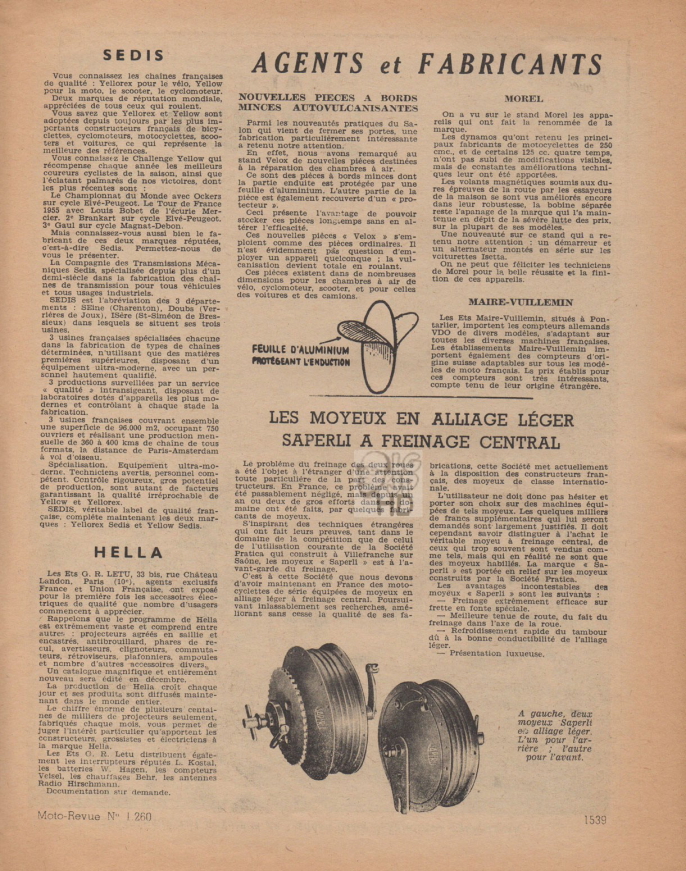 SEDIS
Vous connaissez les chaînes françaises
de qualité : Yellorex pour le vélo, Yellow
pour la moto, le scooter, le cyclomoteur.
Deux marques de réputation mondiale,
appréciées de tous ceux qui roulent.
Vous savez que Yellorex et Yellow sont
adoptées depuis toujours par les plus im-
portants constructeurs français de bicy-
clettes, cyclomoteurs, motocyclettes, scoo-
ters et voitures, ce qui représente la
meilleure des références.
Vous connaissez le Challenge Yellow qui
récompense chaque année les meilleurs
coureurs cyclistes de la saison, ainsi que
l'éclatant palmarès de nos victoires, dont
les plus récentes sont :
Le Championnat du Monde avec Ockers
sur cycle Elvé-Peugeot. Le Tour de France
1955 avec Louis Bobet de l'écurie Mer-
cier. 2e Brankart sur cycle Elvé-Peugeot.
3e Gaul sur cycle Magnat-Debon.
Mais connaissez-vous aussi bien le fa-
bricant de ces deux marques réputées,
c'est-à-dire Sedis. Permettez-nous de
vous le présenter.
La Compagnie des Transmissions Méca-
niques Sedis, spécialisée depuis plus d'un
demi-siècle dans la fabrication des chaî-
nes de transmission pour tous véhicules
et tous usages industriels.
SEDIS est l'abréviation des 3 départe-
ments : SEine (Charenton), Doubs (Ver-
rières de Joux), ISère (St-Siméon de Bres-
sieux) dans lesquels se situent ses trois
usines.
3 usines françaises spécialisées chacune
dans la fabrication de types de chaînes
déterminées, n'utilisant que des matières
premières supérieures, disposant d'un
équipement ultra-moderne, avec un per-
sonnel hautement qualifié.
3 productions surveillées par un service
« qualité » intransigeant, disposant de
laboratoires dotés d'appareils les plus mo-
dernes et contrôlant à chaque stade la
fabrication.
3 usines françaises couvrant ensemble
une superficie de 96.000 m2, occupant 750
ouvriers et réalisant une production men-
suelle de 360 à 400 kms de chaîne de tous
formats, la distance de Paris-Amsterdam
à vol d'oiseau.
Spécialisation. Equipement ultra-mo-
derne. Techniciens avertis, personnel com-
pétent. Contrôle rigoureux, gros potentiel
de production, sont autant de facteurs
garantissant la qualité irréprochable de
Yellow et Yellorex.
SEDIS, véritable label de qualité fran-
çaise, complète maintenant les deux mar-
ques : Yellorex Sedis et Yellow Sedis.
HELLA
Les Ets G. R. LETU, 33 bis, rue Château
Landon, Paris (10e), agents exclusifs
France et Union Française, ont exposé
pour la première fois les accessoires élec-
triques de qualité que nombre d'usagers
commencent à apprécier.
Rappelons que le programme de Hella
est extrêmement vaste et comprend entre
autres : projecteurs agréés en saillie et
encastrés, antibrouillard, phares de re-
cul, avertisseurs, clignoteurs, commuta-
teurs, rétroviseurs, plafonniers, ampoules
et nombre d'autres accessoires divers.
Un catalogue magnifique et entièrement
nouveau sera édité en décembre.
La production de Hella croît chaque
jour et ses produits sont diffusés mainte-
nant dans le monde entier.
Le chiffre énorme de plusieurs centai-
nes de milliers de projecteurs seulement,
fabriqués chaque mois, vous permet de
juger l'intérêt particulier qu'apportent les
constructeurs, grossistes et électriciens à
la marque Hella.
Les Ets G. R. Letu distribuent égale-
ment les interrupteurs réputés L. Kostal,
les batteries W. Hagen, les compteurs
Veisel, les chauffages Behr, les antennes
Radio Hirschmann.
Documentation sur demande.
AGENTS et FABRICANTS
NOUVELLES PIECES A BORDS
MINCES AUTOVULCANISANTES
Parmi les nouveautés pratiques du Sa-
lon qui vient de fermer ses portes, une
fabrication particulièrement intéressante
a retenu notre attention.
En effet, nous avons remarqué au
stand Velox de nouvelles pièces destinées
à la réparation des chambres à air.
Ce sont des pièces à bords minces dont
la partie enduite est protégée par une
feuille d'aluminium. L'autre partie de la
pièce est également recouverte d'un « pro-
tecteur ».
Ceci présente l'avantage de pouvoir
stocker ces pièces longtemps sans en al-
térer l'efficacité.
Ces nouvelles pièces « Velox » s'em-
ploient comme des pièces ordinaires. Il
n'est évidemment pas question d'em-
ployer un appareil quelconque ; la vul-
canisation devient totale en roulant.
Ces pièces existent dans de nombreuses
dimensions pour les chambres à air de
vélo, cyclomoteur, scooter, et pour celles
des voitures et des camions.
FEUILLE D'ALUMINIUM
PROTÉGEANT L'ENDUCTION
MOREL
On a vu sur le stand Morel les appa-
reils qui ont fait la renommée de la
marque.
Les dynamos qu'ont retenu les princi-
paux fabricants de motocyclettes de 250
cmc., et de certains 125 cc. quatre temps,
n'ont pas subi de modifications visibles,
mais de constantes améliorations techni-
ques leur ont été apportées.
Les volants magnétiques soumis aux du-
res épreuves de la route par les essayeurs
de la maison se sont vus améliorés encore
dans leur robustesse, la bobine séparée
reste l'apanage de la marque qui l'a main-
tenue en dépit de la sévère lutte des prix,
sur la plupart de ses modèles.
Une nouveauté sur ce stand qui a re-
tenu notre attention : un démarreur et
un alternateur montés en série sur les
voiturettes Isetta.
On ne peut que féliciter les techniciens
de Morel pour la belle réussite et la fini-
tion de ces appareils.
MAIRE-VUILLEMIN
Les Ets Maire-Vuillemin, situés à Pon-
tarlier, importent les compteurs allemands
VDO de divers modèles, s'adaptant sur
toutes les diverses machines françaises.
Les établissements Maire-Vuillemin im-
portent également des compteurs d'ori-
gine suisse adaptables sur tous les modè-
les de moto français. La prix établis pour
ces compteurs sont très intéressants,
compte tenu de leur origine étrangère.
LES MOYEUX EN ALLIAGE LÉGER
SAPERLI A FREINAGE CENTRAL
Le problème du freinage des deux roues
a été l'objet à l'étranger d'une attention
toute particulière de la part des cons-
tructeurs. En France, ce problème avait
été passablement négligé, mais depuis un
an ou deux de gros efforts dans ce do-
maine ont été faits, par quelques fabri-
cants de moyeux.
S'inspirant des techniques étrangères
qui ont fait leurs preuves, tant dans le
domaine de la compétition que de celui
de l'utilisation courante de la Société
Pratica qui construit à Villefranche sur
Saône, les moyeux « Saperli » est à l'a-
vant-garde du freinage.
C'est à cette Société que nous devons
d'avoir maintenant en France des moto-
cyclettes de série équipées de moyeux en
alliage léger à freinage central. Poursui-
vant inlassablement ses recherches, amé-
liorant sans cesse la qualité de ses fa-
brications, cette Société met actuellement
à la disposition des constructeurs fran-
çais, des moyeux de classe internatio-
nale.
L'utilisateur ne doit donc pas hésiter et
porter son choix sur des machines équi-
pées de tels moyeux. Les quelques milliers
de francs supplémentaires qui lui seront
demandés sont largement justifiés. Il doit
cependant savoir distinguer à l'achat le
véritable moyeu à freinage central, de
ceux qui trop souvent sont vendus com-
me tels, mais qui en réalité ne sont que
des moyeux habillés. La marque « Sa-
perli » est portée en relief sur les moyeux
construits par la Société Pratica.
Les avantages incontestables des
moyeux « Saperli » sont les suivants :
— Freinage extrêmement efficace sur
frette en fonte spéciale.
— Meilleure tenue de route, du fait du
freinage dans l'axe de la roue.
— Refroidissement rapide du tambour
dû à la bonne conductibilité de l'alliage
léger.
— Présentation luxueuse.
A gauche, deux
moyeux Saperli
en alliage léger.
L'un pour l'ar-
rière ; l'autre
pour l'avant.
Moto-Revue N° 1.260
1539